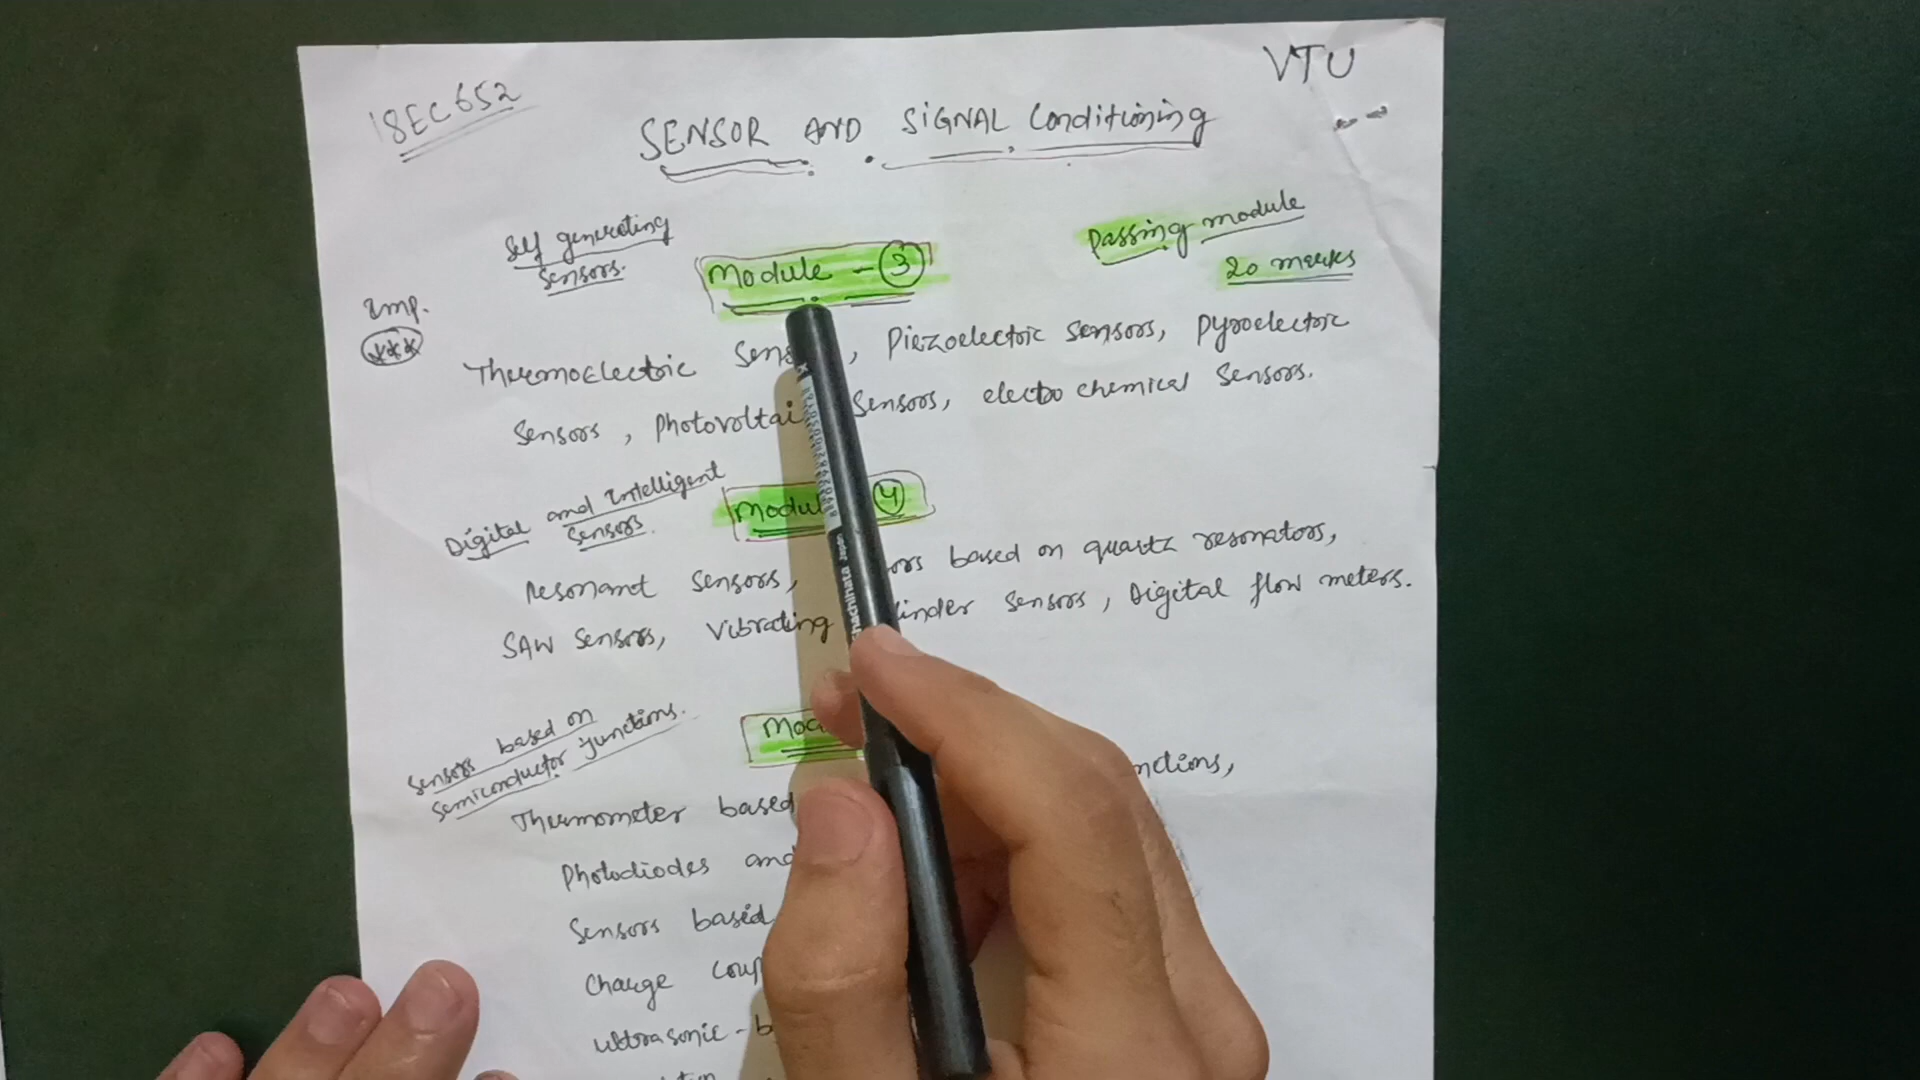 VTU
18EC652
SENSOR AND SIGNAL Conditioning
Self generating
Sensors.
Module - 3
Passing module
20 marks
Imp.
***
Thermoelectric Sens , Piezoelectric Sensors, Pyroelectric
Sensors , Photovoltai Sensors, electro chemical Sensors.
Digital and Intelligent
Sensors.
Modul 4
Resonant Sensors, ors based on quartz resonators,
SAW Sensors, Vibrating linder Sensors, Digital flow meters.
Sensors based on
Semiconductor Junctions.
Mod
Thermometer based nctions,
Photodiodes and
Sensors based
Charge coup
ultrasonic - b